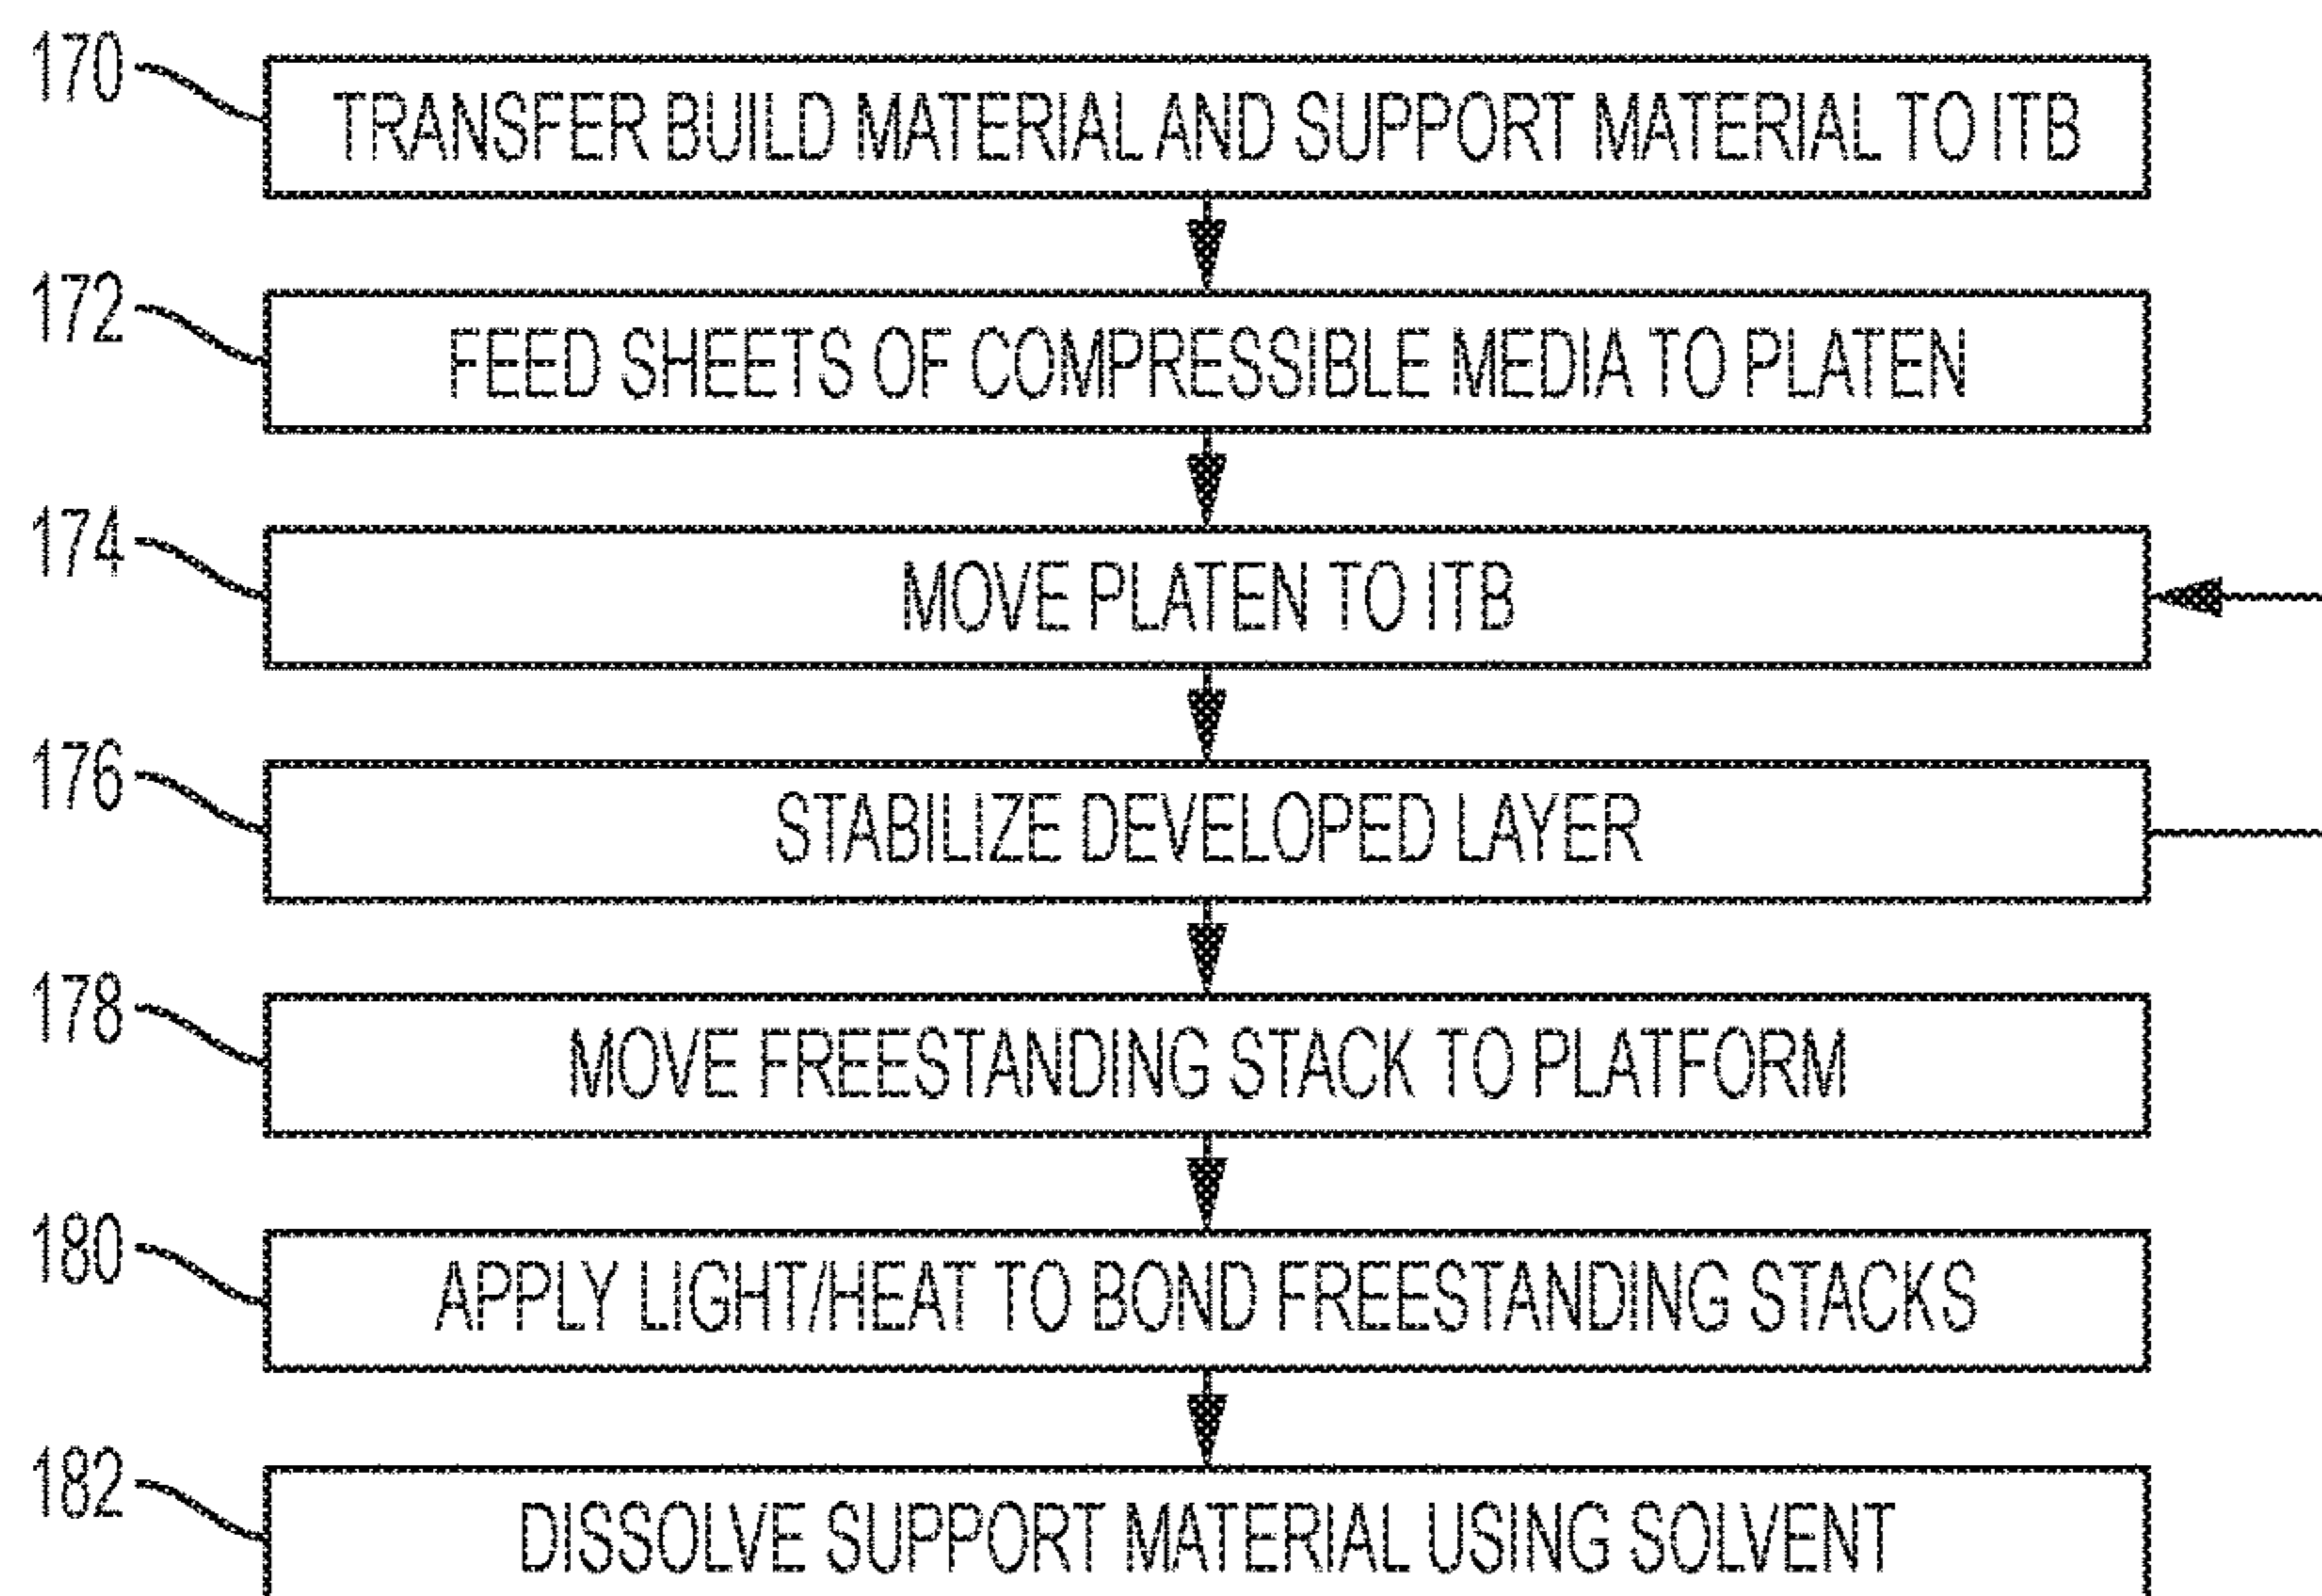 170
TRANSFER BUILD MATERIAL AND SUPPORT MATERIAL TO ITB
172
FEED SHEETS OF COMPRESSIBLE MEDIA TO PLATEN
174
MOVE PLATEN TO ITB
176
STABILIZE DEVELOPED LAYER
178
MOVE FREESTANDING STACK TO PLATFORM
180
APPLY LIGHT/HEAT TO BOND FREESTANDING STACKS
182
DISSOLVE SUPPORT MATERIAL USING SOLVENT